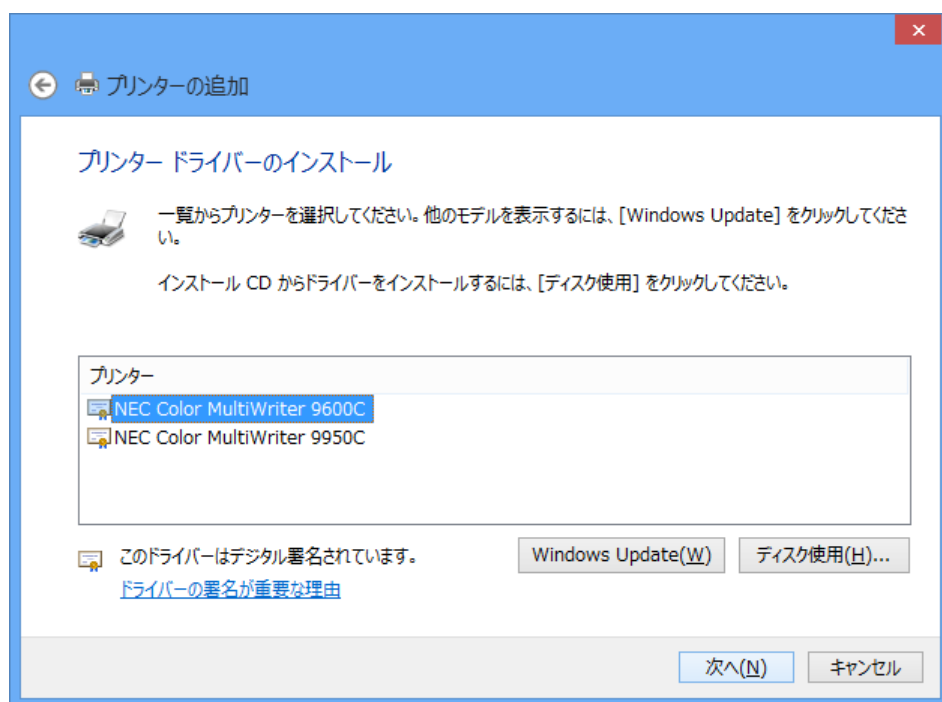 プリンターの追加
プリンター ドライバーのインストール
一覧からプリンターを選択してください。他のモデルを表示するには、[Windows Update] をクリックしてくださ
い。
インストール CD からドライバーをインストールするには、[ディスク使用] をクリックしてください。
プリンター
NEC Color MultiWriter 9600C
NEC Color MultiWriter 9950C
このドライバーはデジタル署名されています。
Windows Update(W)
ディスク使用(H)...
ドライバーの署名が重要な理由
次へ(N)
キャンセル